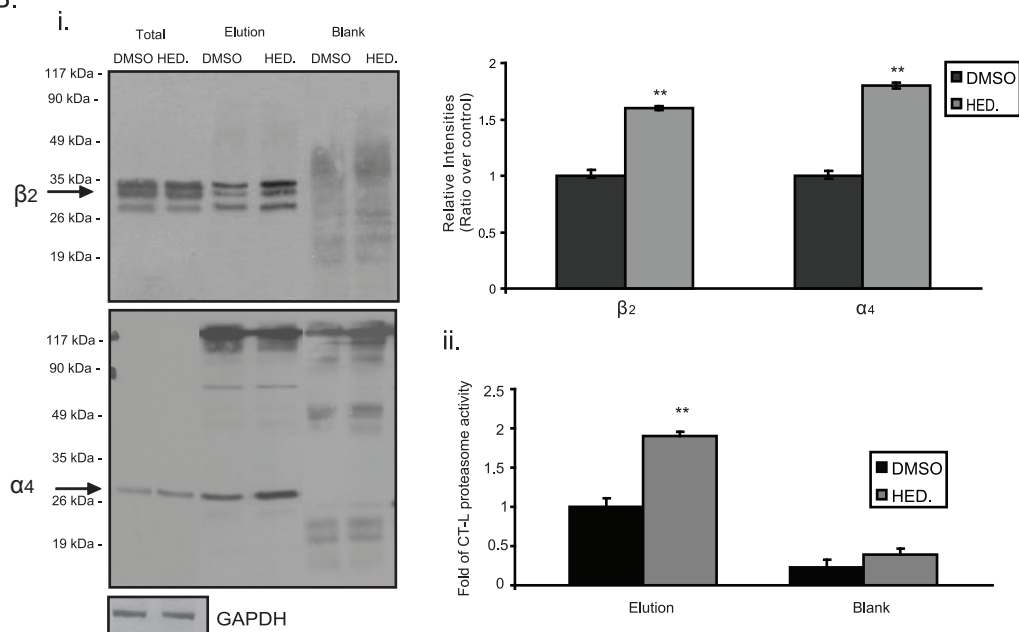 B.
i.
Total Elution Blank
DMSO HED. DMSO HED. DMSO HED.
117 kDa -
90 kDa -
49 kDa -
35 kDa -
β2
26 kDa -
19 kDa -
117 kDa -
90 kDa -
49 kDa -
35 kDa -
α4
26 kDa -
19 kDa -
GAPDH
Relative Intensities
(Ratio over control)
2
1.5
1
0.5
0
**
**
β2 α4
DMSO
HED.
ii.
Fold of CT-L proteasome activity
2.5
2
1.5
1
0.5
0
**
Elution Blank
DMSO
HED.